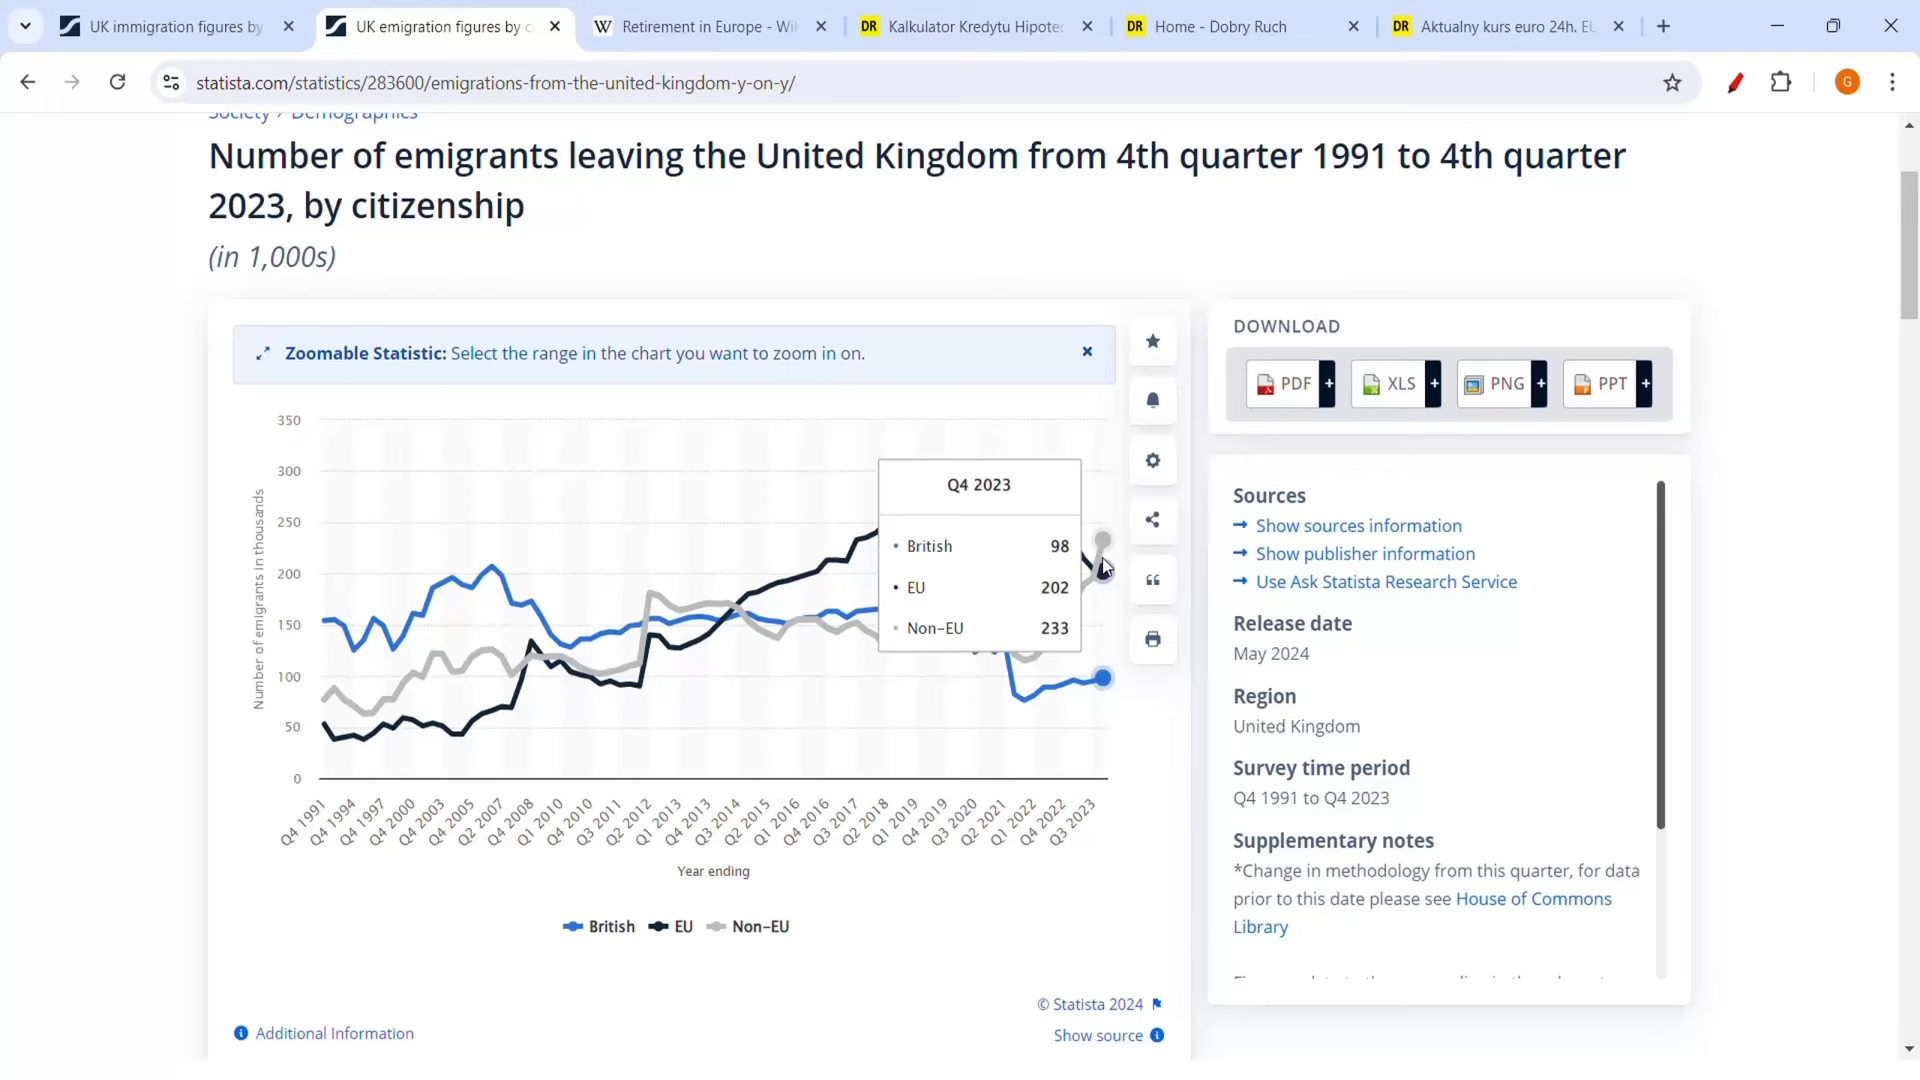 UK immigration figures by
UK emigration figures by c
Retirement in Europe - Wi
Kalkulator Kredytu Hipotec
Home - Dobry Ruch
Aktualny kurs euro 24h. EU
statista.com/statistics/283600/emigrations-from-the-united-kingdom-y-on-y/
G
Society › Demographics
Number of emigrants leaving the United Kingdom from 4th quarter 1991 to 4th quarter
2023, by citizenship
(in 1,000s)
Zoomable Statistic: Select the range in the chart you want to zoom in on.
Number of emigrants in thousands
350
300
250
200
150
100
50
0
Q4 2023
British 98
EU 202
Non-EU 233
Q4 1991
Q4 1994
Q4 1997
Q4 2000
Q4 2003
Q4 2005
Q2 2007
Q4 2008
Q1 2010
Q4 2010
Q3 2011
Q2 2012
Q1 2013
Q4 2013
Q3 2014
Q2 2015
Q1 2016
Q4 2016
Q3 2017
Q2 2018
Q1 2019
Q4 2019
Q3 2020
Q2 2021
Q1 2022
Q4 2022
Q3 2023
Year ending
British EU Non-EU
© Statista 2024
Additional Information
Show source
DOWNLOAD
PDF + XLS + PNG + PPT +
Sources
Show sources information
Show publisher information
Use Ask Statista Research Service
Release date
May 2024
Region
United Kingdom
Survey time period
Q4 1991 to Q4 2023
Supplementary notes
*Change in methodology from this quarter, for data
prior to this date please see House of Commons
Library